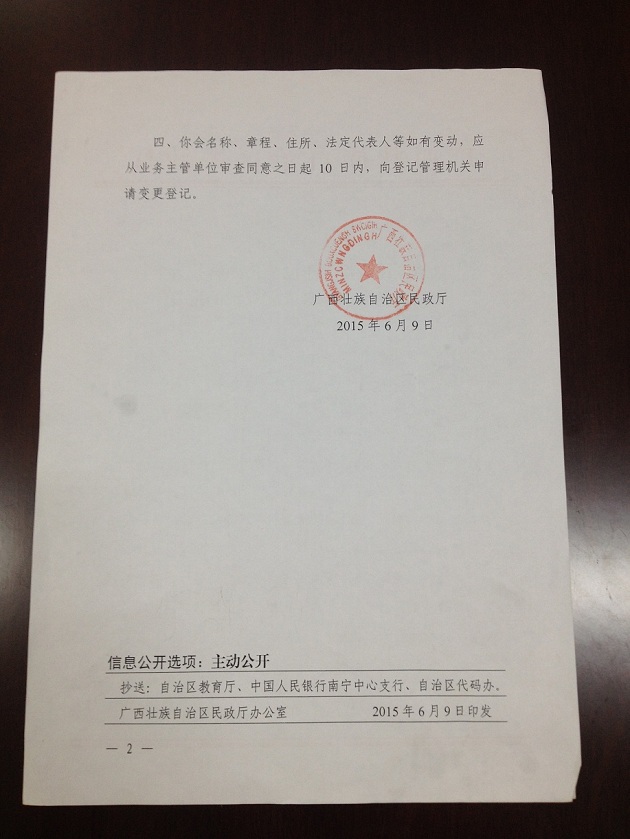 四、你会名称、章程、住所、法定代表人等如有变动，应
从业务主管单位审查同意之日起 10 日内，向登记管理机关申
请变更登记。
MINZCWNGDINGH
广西壮族自治区民政厅
2015 年 6 月 9 日
信息公开选项：主动公开
抄送：自治区教育厅、中国人民银行南宁中心支行、自治区代码办。
广西壮族自治区民政厅办公室 2015 年 6 月 9 日印发
— 2 —